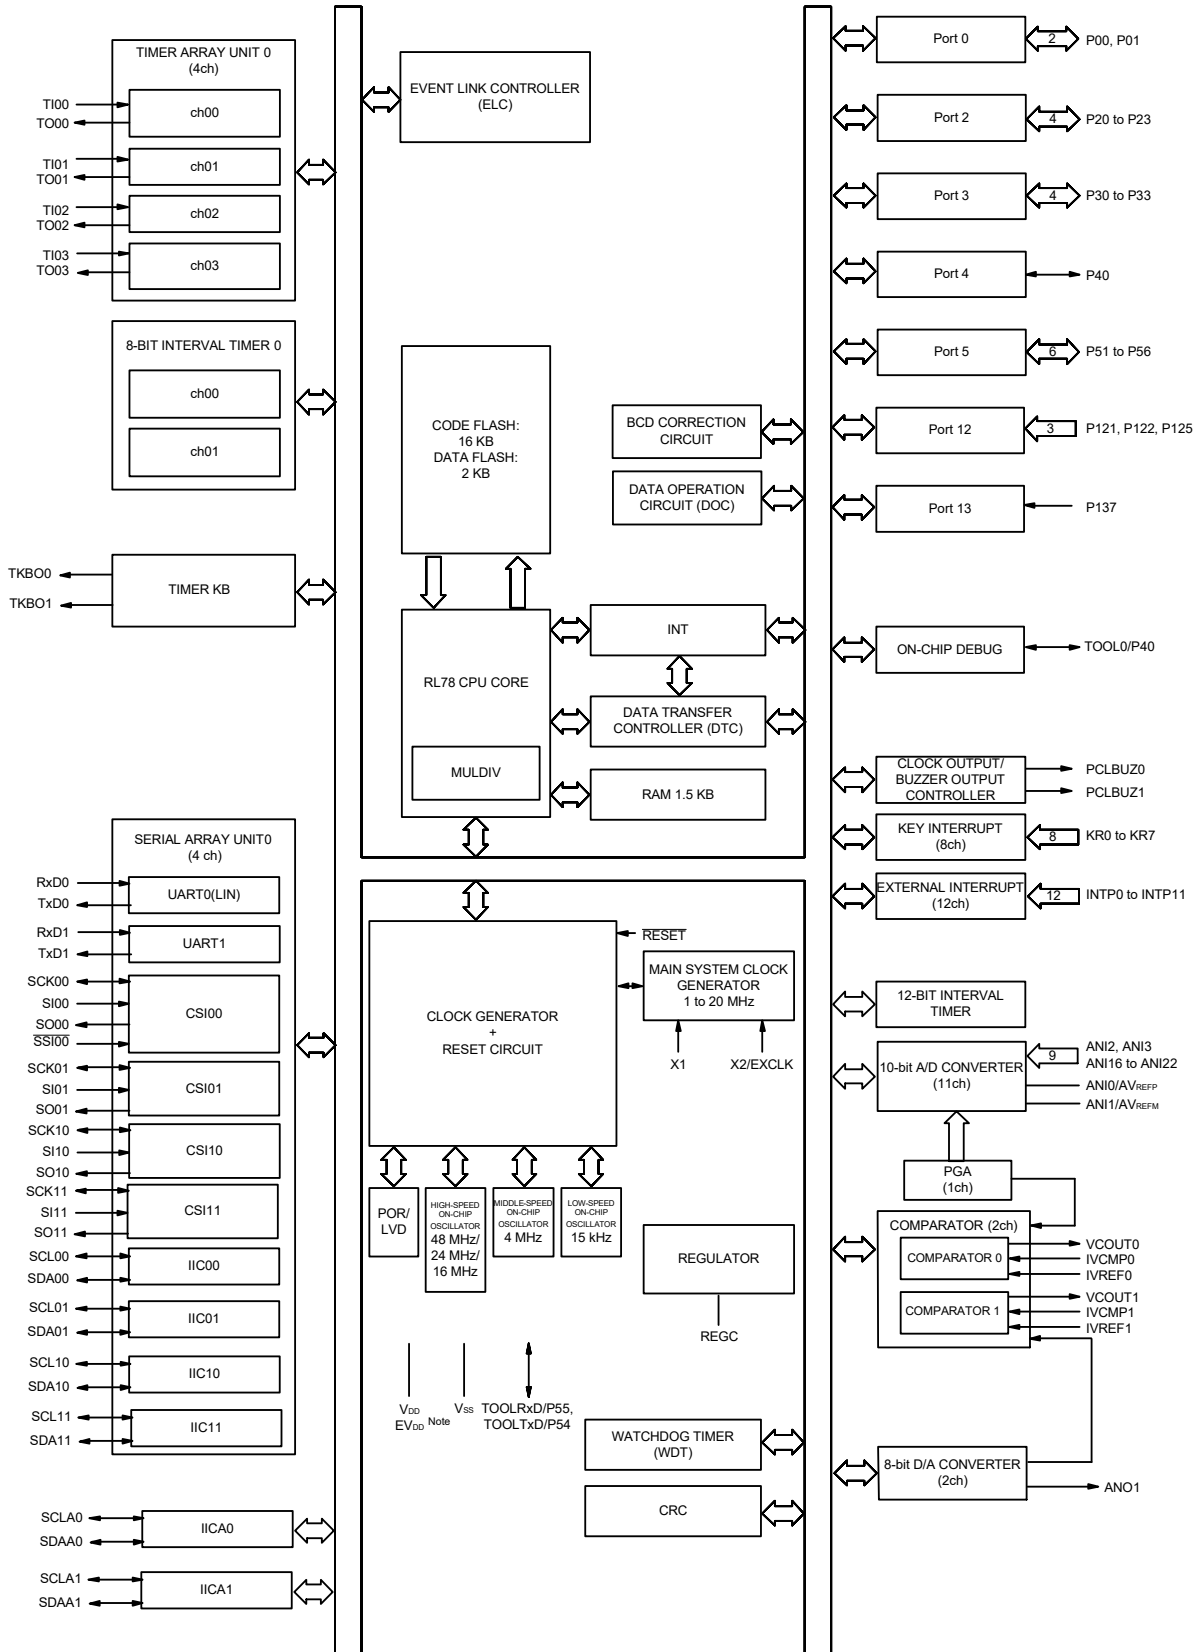 TIMER ARRAY UNIT 0
(4ch)
TI00
TO00
ch00
TI01
TO01
ch01
TI02
TO02
ch02
TI03
TO03
ch03
8-BIT INTERVAL TIMER 0
ch00
ch01
TKBO0
TKBO1
TIMER KB
SERIAL ARRAY UNIT0
(4 ch)
RxD0
TxD0
UART0(LIN)
RxD1
TxD1
UART1
SCK00
SI00
SO00
SSI00
CSI00
SCK01
SI01
SO01
CSI01
SCK10
SI10
SO10
CSI10
SCK11
SI11
SO11
CSI11
SCL00
SDA00
IIC00
SCL01
SDA01
IIC01
SCL10
SDA10
IIC10
SCL11
SDA11
IIC11
SCLA0
SDAA0
IICA0
SCLA1
SDAA1
IICA1
EVENT LINK CONTROLLER
(ELC)
CODE FLASH:
16 KB
DATA FLASH:
2 KB
BCD CORRECTION
CIRCUIT
DATA OPERATION
CIRCUIT (DOC)
RL78 CPU CORE
MULDIV
INT
DATA TRANSFER
CONTROLLER (DTC)
RAM 1.5 KB
CLOCK GENERATOR
+
RESET CIRCUIT
RESET
MAIN SYSTEM CLOCK
GENERATOR
1 to 20 MHz
X1
X2/EXCLK
POR/
LVD
HIGH-SPEED
ON-CHIP
OSCILLATOR
48 MHz/
24 MHz/
16 MHz
MIDDLE-SPEED
ON-CHIP
OSCILLATOR
4 MHz
LOW-SPEED
ON-CHIP
OSCILLATOR
15 kHz
REGULATOR
REGC
VDD
EVDD Note
VSS
TOOLRxD/P55,
TOOLTxD/P54
WATCHDOG TIMER
(WDT)
CRC
Port 0
2
P00, P01
Port 2
4
P20 to P23
Port 3
4
P30 to P33
Port 4
P40
Port 5
6
P51 to P56
Port 12
3
P121, P122, P125
Port 13
P137
ON-CHIP DEBUG
TOOL0/P40
CLOCK OUTPUT/
BUZZER OUTPUT
CONTROLLER
PCLBUZ0
PCLBUZ1
KEY INTERRUPT
(8ch)
8
KR0 to KR7
EXTERNAL INTERRUPT
(12ch)
12
INTP0 to INTP11
12-BIT INTERVAL
TIMER
10-bit A/D CONVERTER
(11ch)
9
ANI2, ANI3
ANI16 to ANI22
ANI0/AVREFP
ANI1/AVREFM
PGA
(1ch)
COMPARATOR (2ch)
COMPARATOR 0
VCOUT0
IVCMP0
IVREF0
COMPARATOR 1
VCOUT1
IVCMP1
IVREF1
8-bit D/A CONVERTER
(2ch)
ANO1